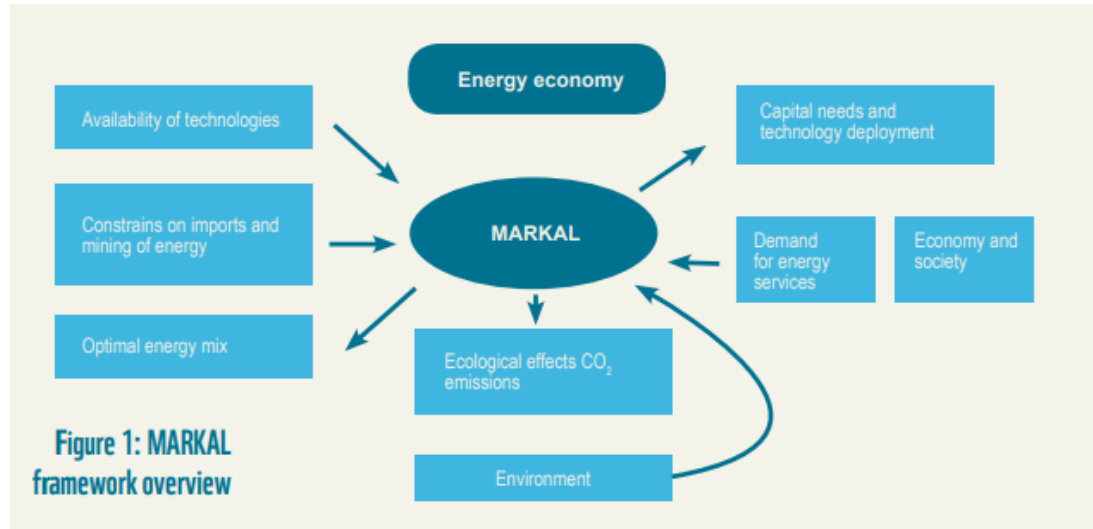 Energy economy
Availability of technologies
Capital needs and
technology deployment
Constrains on imports and
mining of energy
MARKAL
Demand
for energy
services
Economy and
society
Optimal energy mix
Ecological effects CO₂
emissions
Figure 1: MARKAL
framework overview
Environment